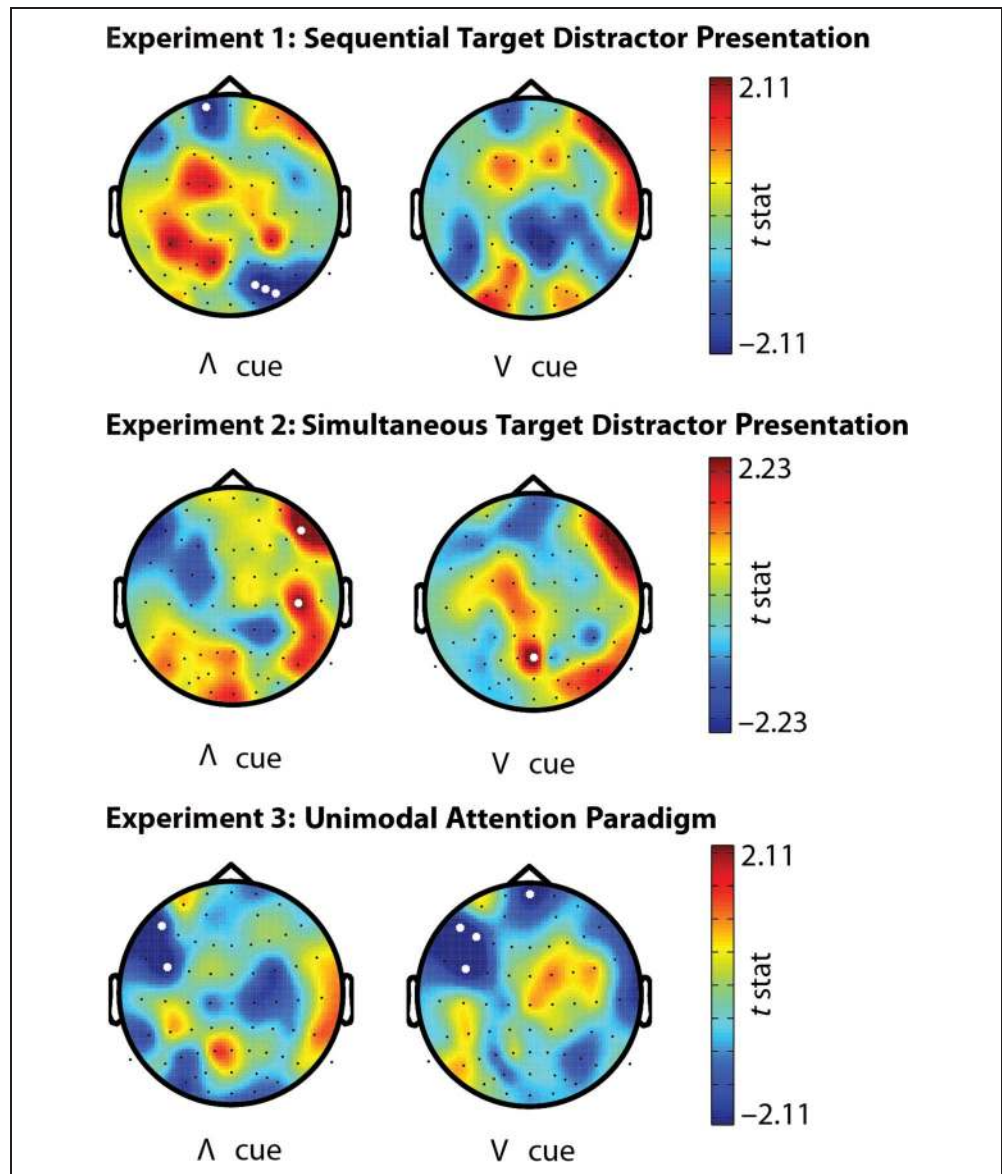 Experiment 1: Sequential Target Distractor Presentation
2.11
t stat
−2.11
Λ cue
V cue
Experiment 2: Simultaneous Target Distractor Presentation
2.23
t stat
−2.23
Λ cue
V cue
Experiment 3: Unimodal Attention Paradigm
2.11
t stat
−2.11
Λ cue
V cue